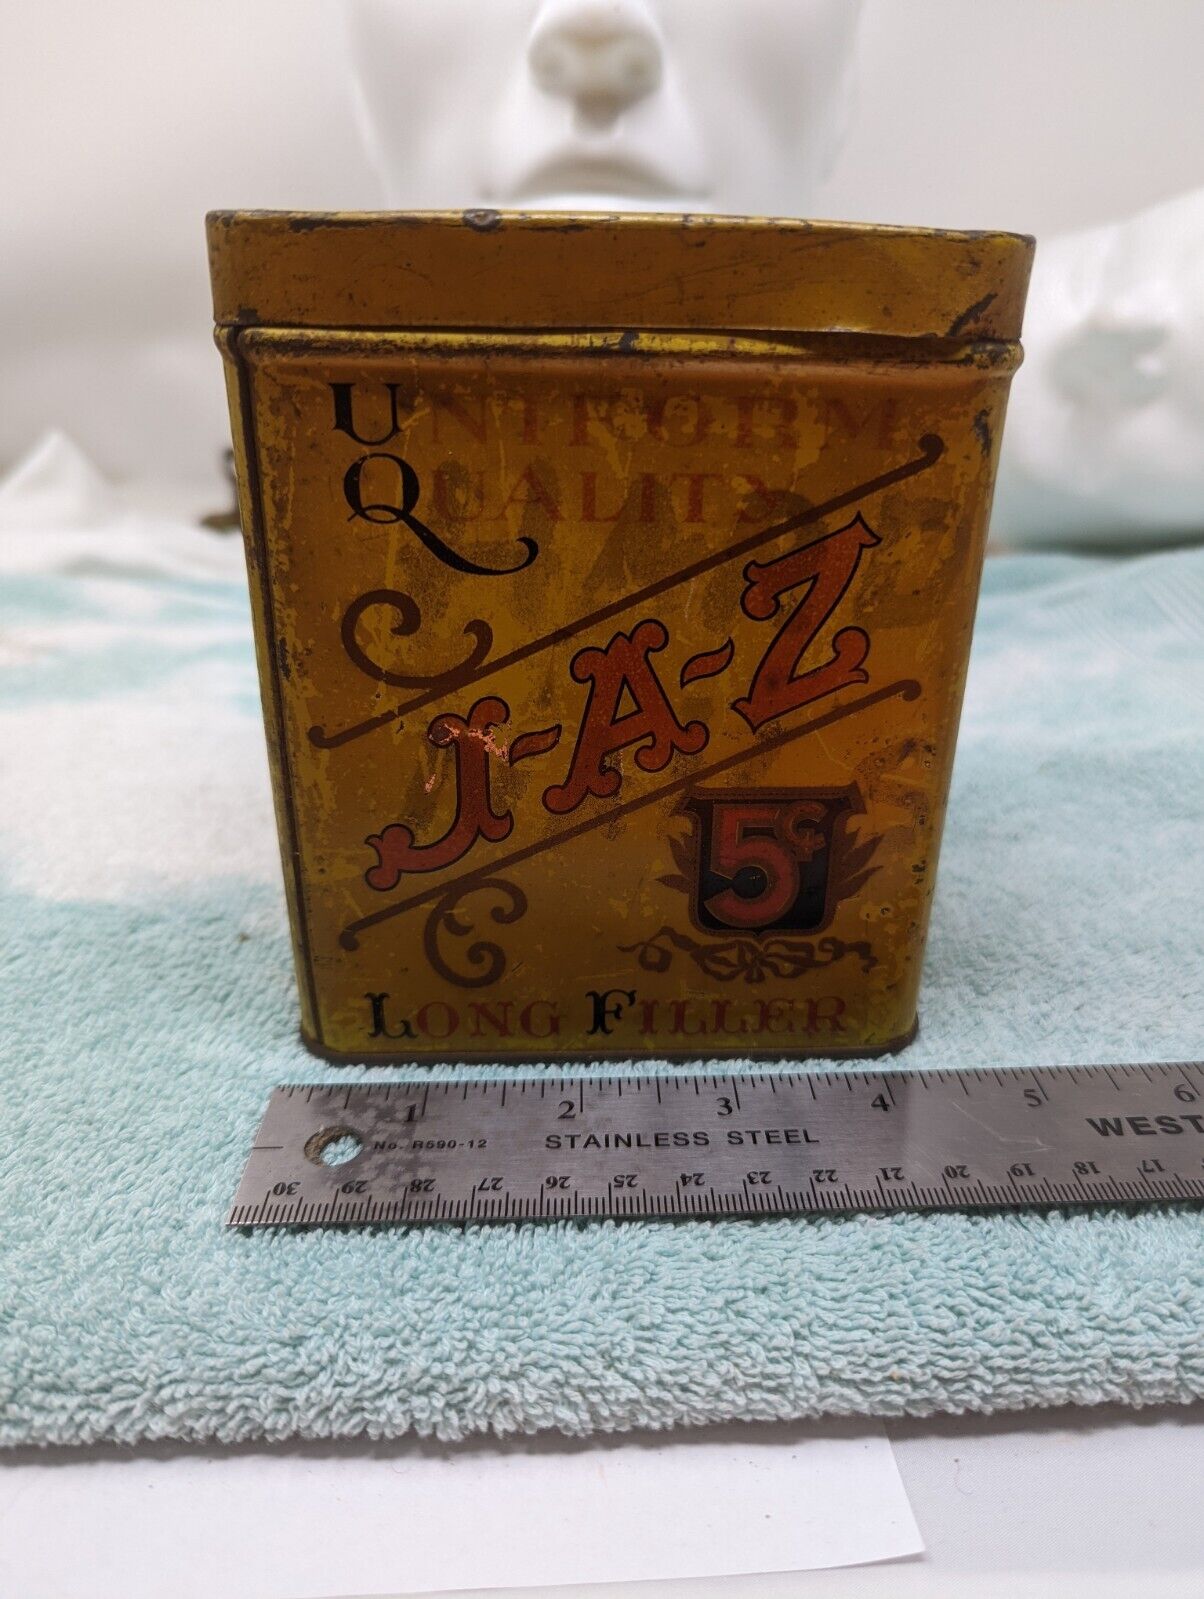 UNIFORM
QUALITY
J-A-Z
5¢
LONG FILLER
1 2 3 4 5 6
No. R590-12 STAINLESS STEEL WEST
30 29 28 27 26 25 24 23 22 21 20 19 18 17